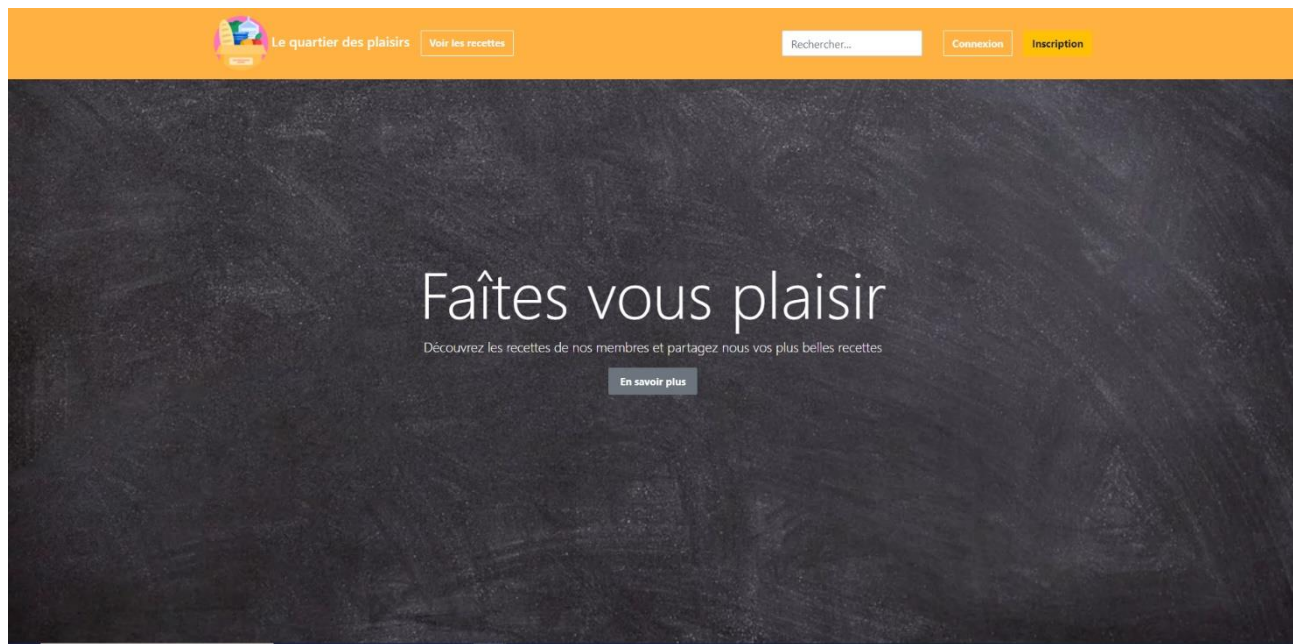 Le quartier des plaisirs
Voir les recettes
Rechercher...
Connexion
Inscription
Faîtes vous plaisir
Découvrez les recettes de nos membres et partagez nous vos plus belles recettes
En savoir plus